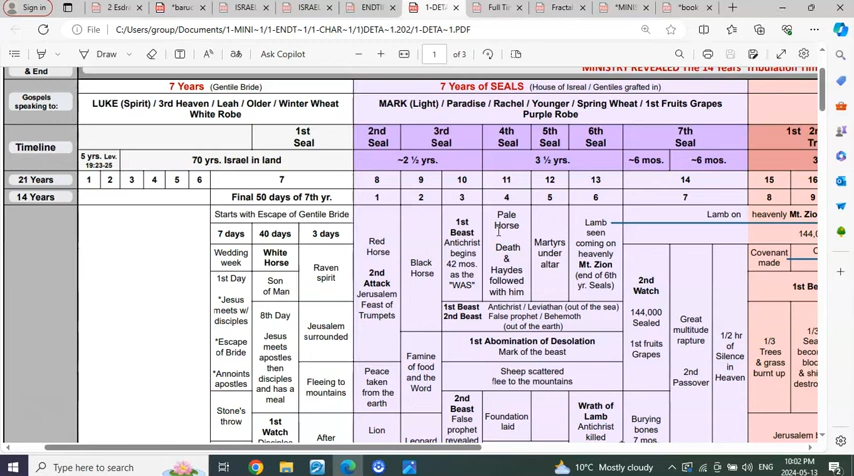 Sign in
2 Esdra
*baruc
ISRAEL
ISRAEL
ENDTI
1-DETA
Full Tim
Fractal
*MINIS
*book
File
C:/Users/group/Documents/1-MINI~1/1-ENDT~1/1-CHAR~1/1)DETA~1.202/1-DETA~1.PDF
Draw
Ask Copilot
1 of 3
MINISTRY REVEALED The 14 Years Tribulation Time
& End
7 Years (Gentile Bride)
7 Years of SEALS (House of Isreal / Gentiles grafted in)
Gospels speaking to:
LUKE (Spirit) / 3rd Heaven / Leah / Older / Winter Wheat
White Robe
MARK (Light) / Paradise / Rachel / Younger / Spring Wheat / 1st Fruits Grapes
Purple Robe
Timeline
1st Seal
2nd Seal
3rd Seal
4th Seal
5th Seal
6th Seal
7th Seal
1st
5 yrs. Lev. 19:23-25
70 yrs. Israel in land
~2 ½ yrs.
3 ½ yrs.
~6 mos.
~6 mos.
21 Years
1 2 3 4 5 6 7 8 9 10 11 12 13 14 15 16
14 Years
Final 50 days of 7th yr.
1 2 3 4 5 6 7 8 9
Starts with Escape of Gentile Bride
7 days
40 days
3 days
Wedding week
1st Day
*Jesus meets w/ disciples
*Escape of Bride
*Annoints apostles
Stone's throw
White Horse
Son of Man
8th Day
Jesus meets apostles then disciples and has a meal
1st Watch
Raven spirit
Jerusalem surrounded
Fleeing to mountains
After
Red Horse
2nd Attack
Jerusalem Feast of Trumpets
Peace taken from the earth
Lion
Black Horse
Famine of food and the Word
Leopard
1st Beast
Antichrist begins 42 mos. as the "WAS"
Pale Horse
Death & Haydes followed with him
Martyrs under altar
Lamb seen coming on heavenly Mt. Zion (end of 6th yr. Seals)
1st Beast Antichrist / Leviathan (out of the sea)
2nd Beast False prophet / Behemoth (out of the earth)
1st Abomination of Desolation
Mark of the beast
Sheep scattered
flee to the mountains
2nd Beast
False prophet revealed
Foundation laid
Wrath of Lamb
Antichrist killed
Lamb on heavenly Mt. Zio
144,
2nd Watch
144,000 Sealed
1st fruits Grapes
Burying bones 7 mos.
Great multitude rapture
2nd Passover
1/2 hr of Silence in Heaven
Covenant made
1st B
1/3 Trees & grass burnt up
1/3
Jerusalem
Type here to search
10°C Mostly cloudy
10:02 PM
2024-05-13